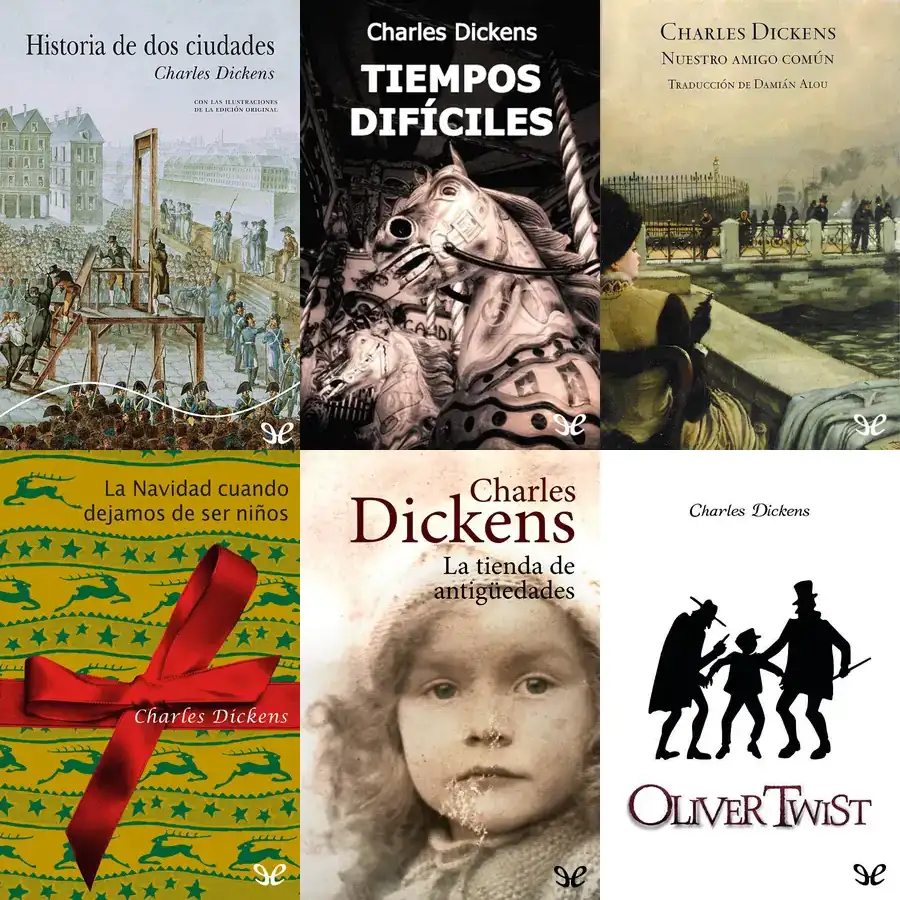 Historia de dos ciudades
Charles Dickens
CON LAS ILUSTRACIONES
DE LA EDICIÓN ORIGINAL
Charles Dickens
TIEMPOS
DIFÍCILES
CHARLES DICKENS
NUESTRO AMIGO COMÚN
TRADUCCIÓN DE DAMIÁN ALOU
La Navidad cuando
dejamos de ser niños
Charles Dickens
Charles
Dickens
La tienda de
antigüedades
Charles Dickens
OLIVER TWIST